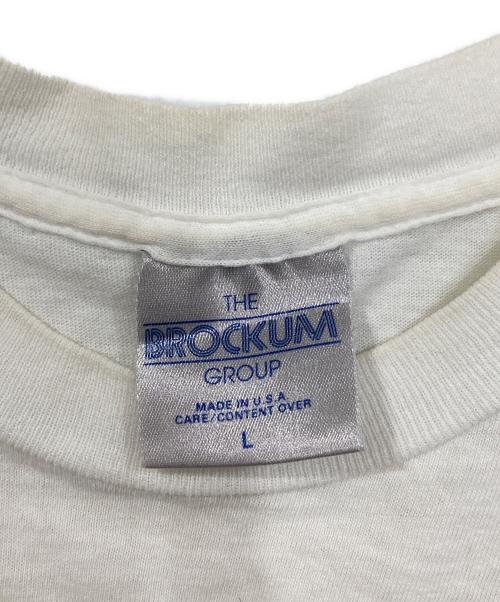 THE
BROCKUM
GROUP
MADE IN U.S.A
CARE/CONTENT OVER
L